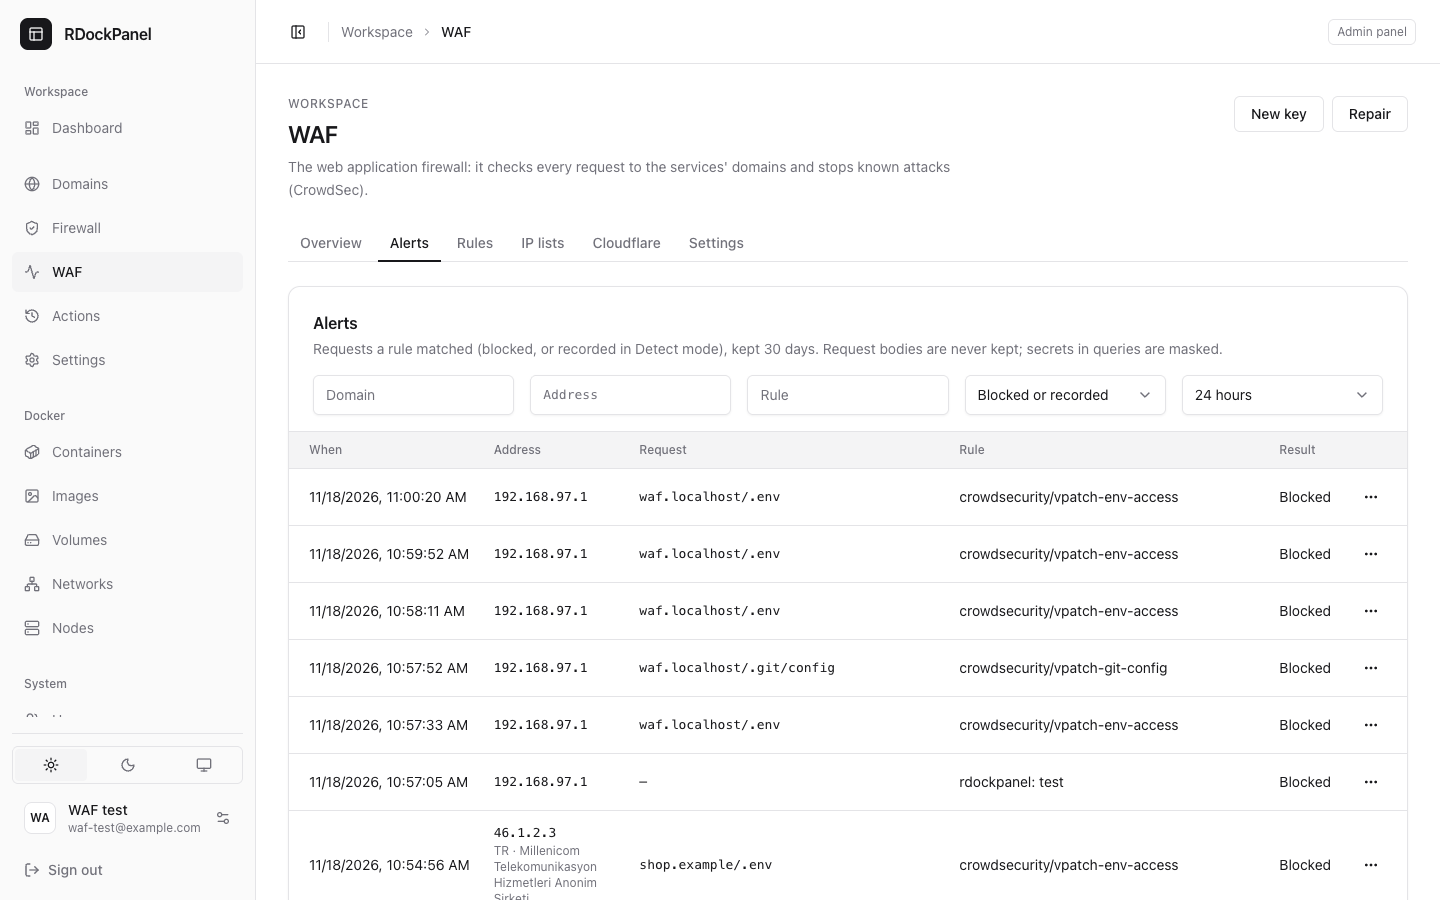 RDockPanel
Workspace
Dashboard
Domains
Firewall
WAF
Actions
Settings
Docker
Containers
Images
Volumes
Networks
Nodes
System
WA
WAF test
waf-test@example.com
Sign out
Workspace > WAF
Admin panel
WORKSPACE
WAF
The web application firewall: it checks every request to the services' domains and stops known attacks
(CrowdSec).
New key
Repair
Overview Alerts Rules IP lists Cloudflare Settings
Alerts
Requests a rule matched (blocked, or recorded in Detect mode), kept 30 days. Request bodies are never kept; secrets in queries are masked.
Domain Address Rule Blocked or recorded 24 hours
When Address Request Rule Result
11/18/2026, 11:00:20 AM 192.168.97.1 waf.localhost/.env crowdsecurity/vpatch-env-access Blocked
11/18/2026, 10:59:52 AM 192.168.97.1 waf.localhost/.env crowdsecurity/vpatch-env-access Blocked
11/18/2026, 10:58:11 AM 192.168.97.1 waf.localhost/.env crowdsecurity/vpatch-env-access Blocked
11/18/2026, 10:57:52 AM 192.168.97.1 waf.localhost/.git/config crowdsecurity/vpatch-git-config Blocked
11/18/2026, 10:57:33 AM 192.168.97.1 waf.localhost/.env crowdsecurity/vpatch-env-access Blocked
11/18/2026, 10:57:05 AM 192.168.97.1 — rdockpanel: test Blocked
11/18/2026, 10:54:56 AM 46.1.2.3 shop.example/.env crowdsecurity/vpatch-env-access Blocked
TR · Millenicom
Telekomunikasyon
Hizmetleri Anonim